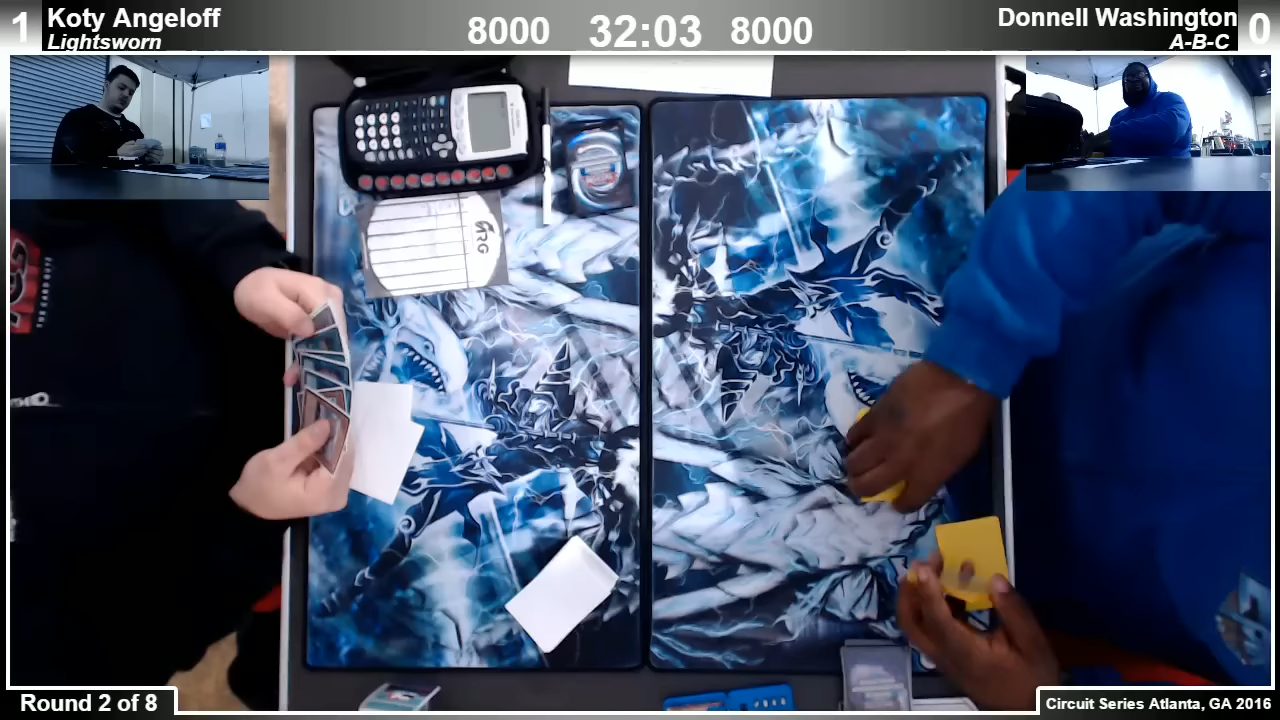 1
Koty Angeloff
Lightsworn
8000
32:03
8000
Donnell Washington
A-B-C
0
ARG
Round 2 of 8
Circuit Series Atlanta, GA 2016